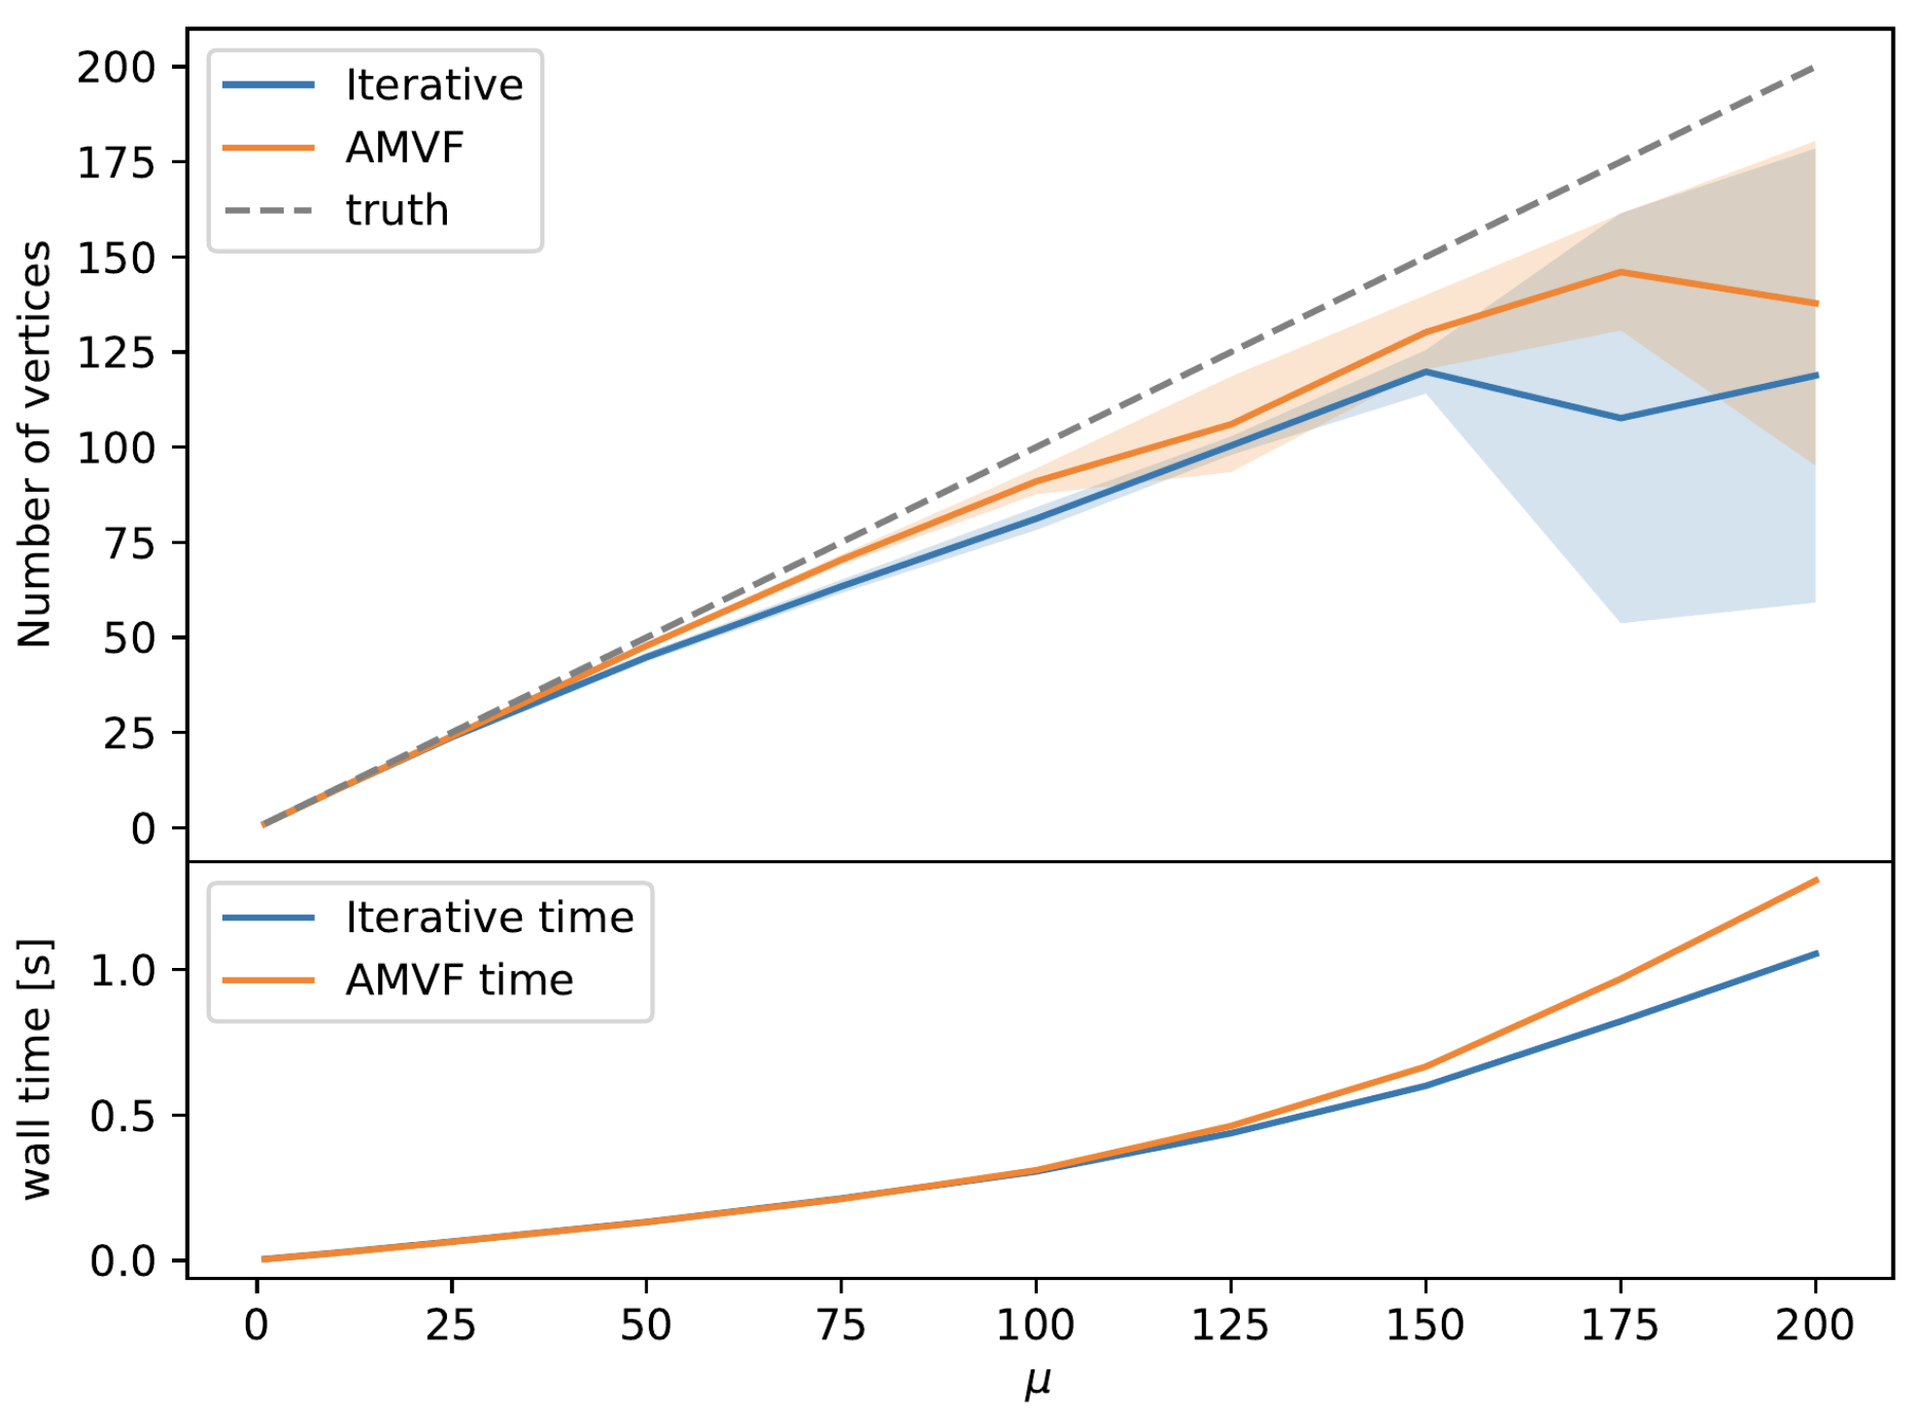 Number of vertices
200
175
150
125
100
75
50
25
0
Iterative
AMVF
truth
wall time [s]
1.0
0.5
0.0
Iterative time
AMVF time
0 25 50 75 100 125 150 175 200
μ